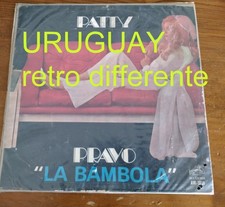 PATTY
URUGUAY
retro differente
PRAVO
"LA BAMBOLA"